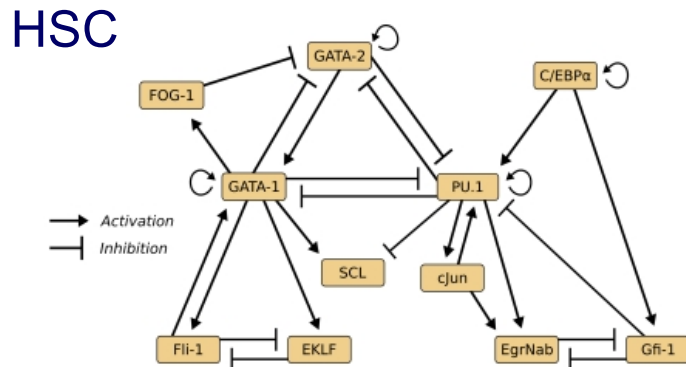 HSC
GATA-2
C/EBPα
FOG-1
GATA-1
PU.1
Activation
Inhibition
SCL
cJun
Fli-1
EKLF
EgrNab
Gfi-1